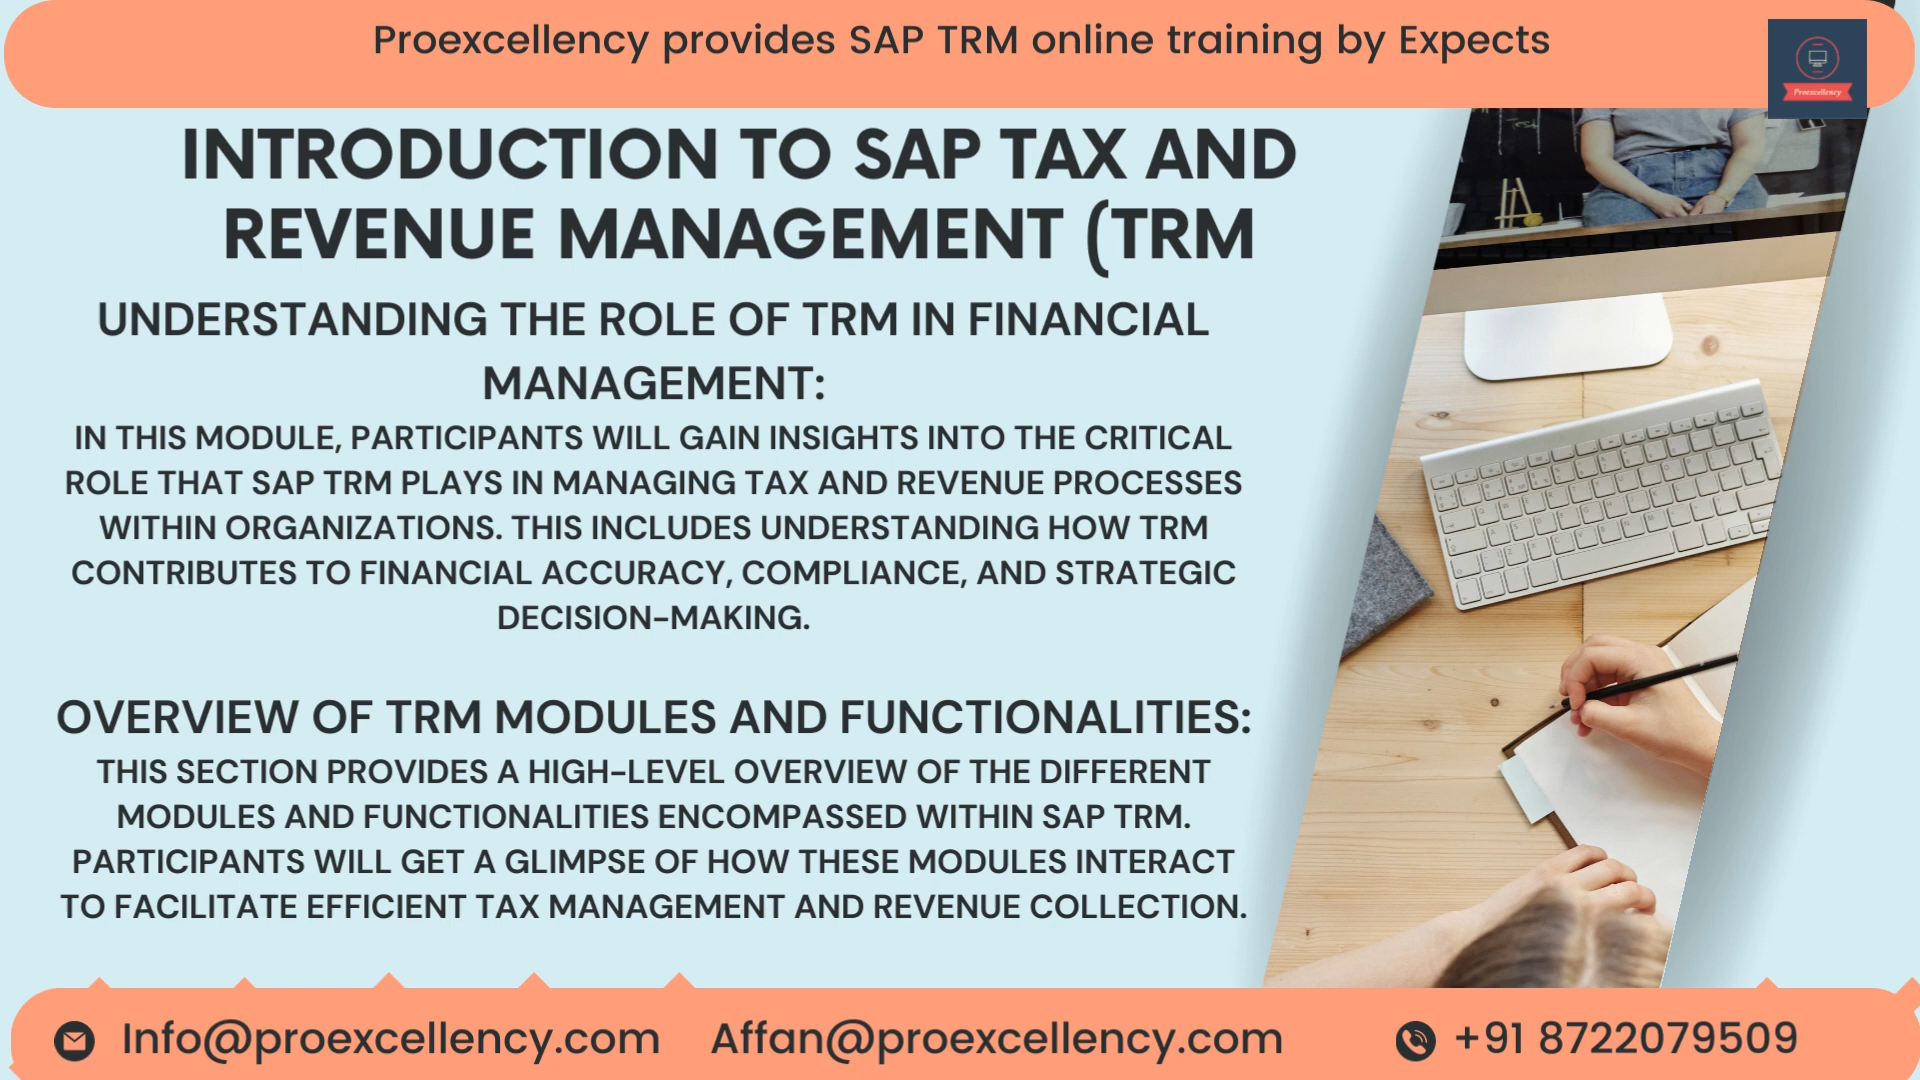 Proexcellency provides SAP TRM online training by Expects
Proexcellency
Test
INTRODUCTION TO SAP TAX AND
REVENUE MANAGEMENT (TRM
UNDERSTANDING THE ROLE OF TRM IN FINANCIAL
MANAGEMENT:
IN THIS MODULE, PARTICIPANTS WILL GAIN INSIGHTS INTO THE CRITICAL
ROLE THAT SAP TRM PLAYS IN MANAGING TAX AND REVENUE PROCESSES
WITHIN ORGANIZATIONS. THIS INCLUDES UNDERSTANDING HOW TRM
CONTRIBUTES TO FINANCIAL ACCURACY, COMPLIANCE, AND STRATEGIC
DECISION-MAKING.
OVERVIEW OF TRM MODULES AND FUNCTIONALITIES:
THIS SECTION PROVIDES A HIGH-LEVEL OVERVIEW OF THE DIFFERENT
MODULES AND FUNCTIONALITIES ENCOMPASSED WITHIN SAP TRM.
PARTICIPANTS WILL GET A GLIMPSE OF HOW THESE MODULES INTERACT
TO FACILITATE EFFICIENT TAX MANAGEMENT AND REVENUE COLLECTION.
Info@proexcellency.com Affan@proexcellency.com +91 8722079509